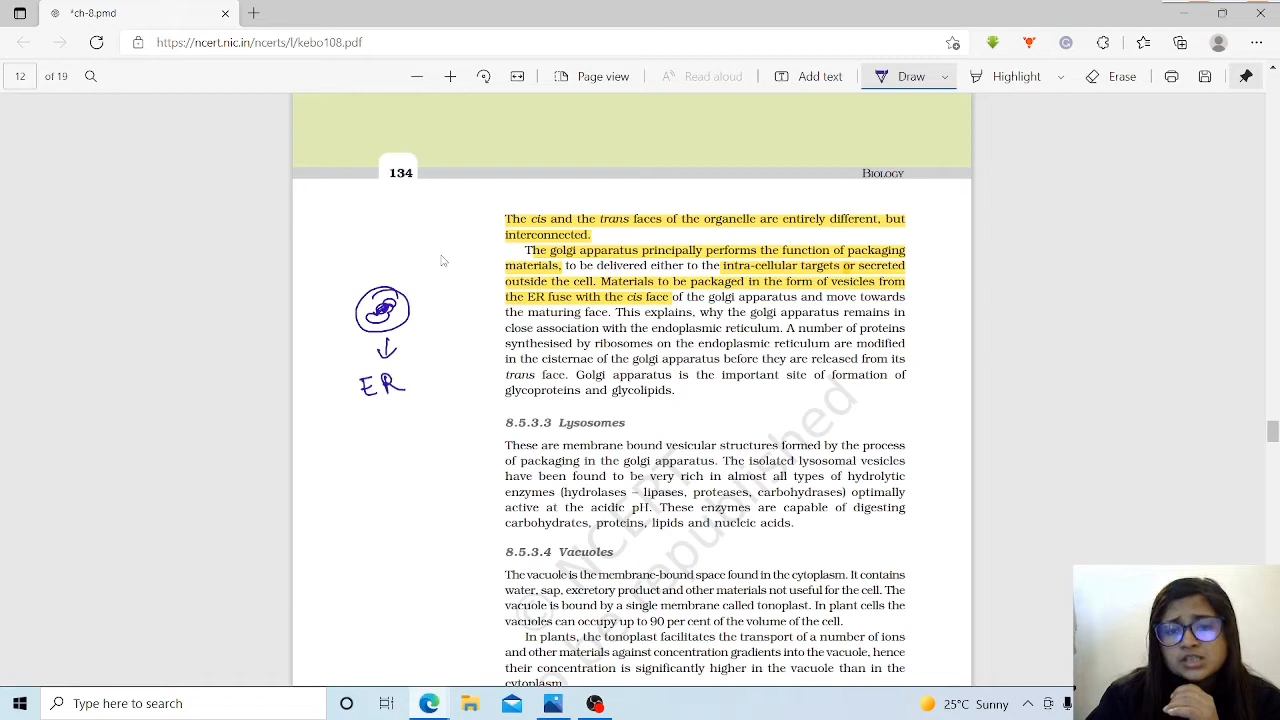 *ch-8.pmd
https://ncert.nic.in/ncerts/l/kebo108.pdf
12 of 19
Page view
Read aloud
Add text
Draw
Highlight
Erase
134
BIOLOGY
The cis and the trans faces of the organelle are entirely different, but
interconnected.
The golgi apparatus principally performs the function of packaging
materials, to be delivered either to the intra-cellular targets or secreted
outside the cell. Materials to be packaged in the form of vesicles from
the ER fuse with the cis face of the golgi apparatus and move towards
the maturing face. This explains, why the golgi apparatus remains in
close association with the endoplasmic reticulum. A number of proteins
synthesised by ribosomes on the endoplasmic reticulum are modified
in the cisternae of the golgi apparatus before they are released from its
trans face. Golgi apparatus is the important site of formation of
glycoproteins and glycolipids.
ER
8.5.3.3 Lysosomes
These are membrane bound vesicular structures formed by the process
of packaging in the golgi apparatus. The isolated lysosomal vesicles
have been found to be very rich in almost all types of hydrolytic
enzymes (hydrolases – lipases, proteases, carbohydrases) optimally
active at the acidic pH. These enzymes are capable of digesting
carbohydrates, proteins, lipids and nucleic acids.
8.5.3.4 Vacuoles
The vacuole is the membrane-bound space found in the cytoplasm. It contains
water, sap, excretory product and other materials not useful for the cell. The
vacuole is bound by a single membrane called tonoplast. In plant cells the
vacuoles can occupy up to 90 per cent of the volume of the cell.
In plants, the tonoplast facilitates the transport of a number of ions
and other materials against concentration gradients into the vacuole, hence
their concentration is significantly higher in the vacuole than in the
cytoplasm.
© NCERT
be republished
Type here to search
25°C Sunny